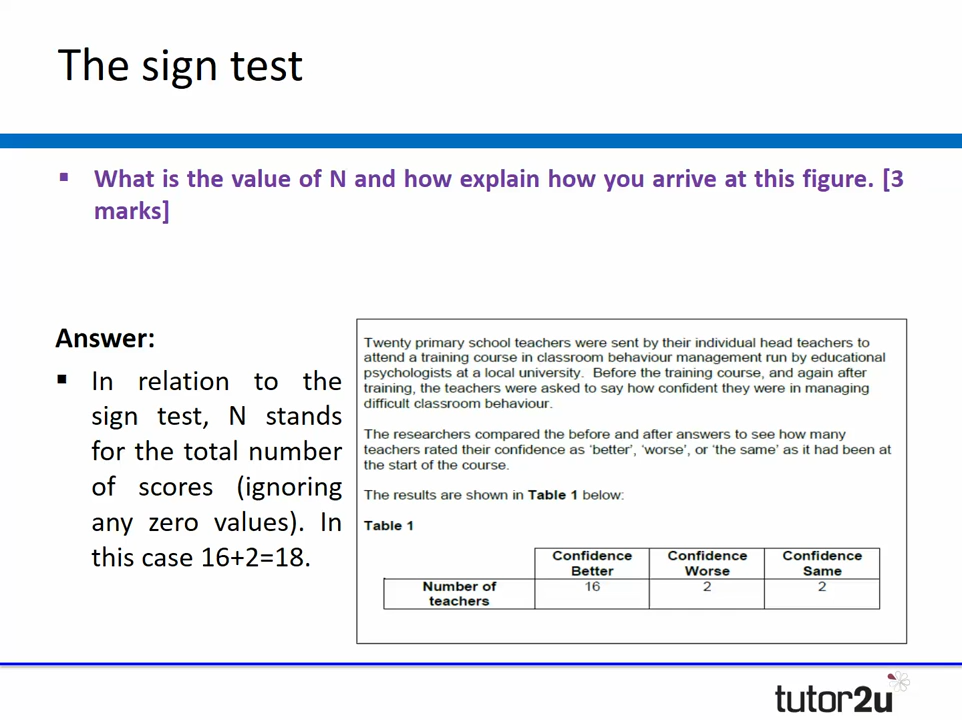 The sign test
▪ What is the value of N and how explain how you arrive at this figure. [3
marks]
Answer:
▪ In relation to the
sign test, N stands
for the total number
of scores (ignoring
any zero values). In
this case 16+2=18.
Twenty primary school teachers were sent by their individual head teachers to
attend a training course in classroom behaviour management run by educational
psychologists at a local university. Before the training course, and again after
training, the teachers were asked to say how confident they were in managing
difficult classroom behaviour.
The researchers compared the before and after answers to see how many
teachers rated their confidence as ‘better’, ‘worse’, or ‘the same’ as it had been at
the start of the course.
The results are shown in Table 1 below:
Table 1
Confidence Confidence Confidence
Better Worse Same
Number of 16 2 2
teachers
tutor2u